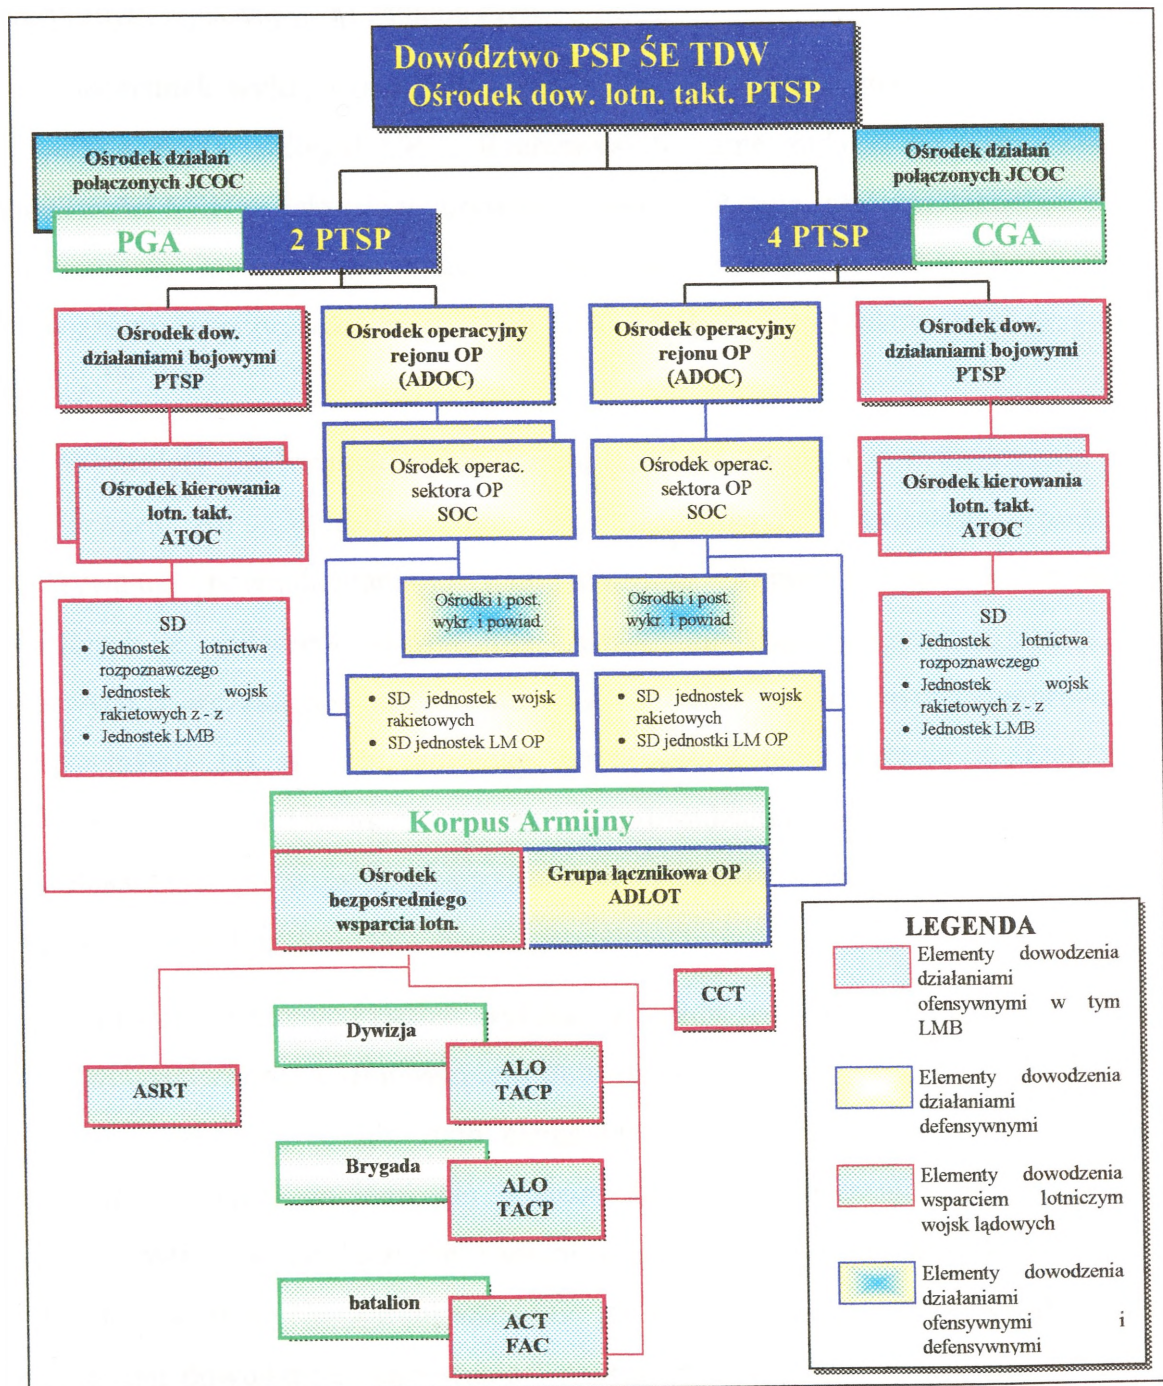 Dowództwo PSP ŚE TDW
Ośrodek dow. lotn. takt. PTSP
Ośrodek działań
połączonych JCOC
PGA
2 PTSP
Ośrodek działań
połączonych JCOC
4 PTSP
CGA
Ośrodek dow.
działaniami bojowymi
PTSP
Ośrodek operacyjny
rejonu OP
(ADOC)
Ośrodek operacyjny
rejonu OP
(ADOC)
Ośrodek dow.
działaniami bojowymi
PTSP
Ośrodek kierowania
lotn. takt.
ATOC
Ośrodek operac.
sektora OP
SOC
Ośrodek operac.
sektora OP
SOC
Ośrodek kierowania
lotn. takt.
ATOC
Ośrodki i post.
wykr. i powiad.
Ośrodki i post.
wykr. i powiad.
SD
• Jednostek lotnictwa
rozpoznawczego
• Jednostek wojsk
rakietowych z - z
• Jednostek LMB
• SD jednostek wojsk
rakietowych
• SD jednostek LM OP
• SD jednostek wojsk
rakietowych
• SD jednostki LM OP
SD
• Jednostek lotnictwa
rozpoznawczego
• Jednostek wojsk
rakietowych z - z
• Jednostek LMB
Korpus Armijny
Ośrodek
bezpośredniego
wsparcia lotn.
Grupa łącznikowa OP
ADLOT
CCT
ASRT
Dywizja
ALO
TACP
Brygada
ALO
TACP
batalion
ACT
FAC
LEGENDA
Elementy dowodzenia
działaniami
ofensywnymi w tym
LMB
Elementy dowodzenia
działaniami
defensywnymi
Elementy dowodzenia
wsparciem lotniczym
wojsk lądowych
Elementy dowodzenia
działaniami
ofensywnymi i
defensywnymi